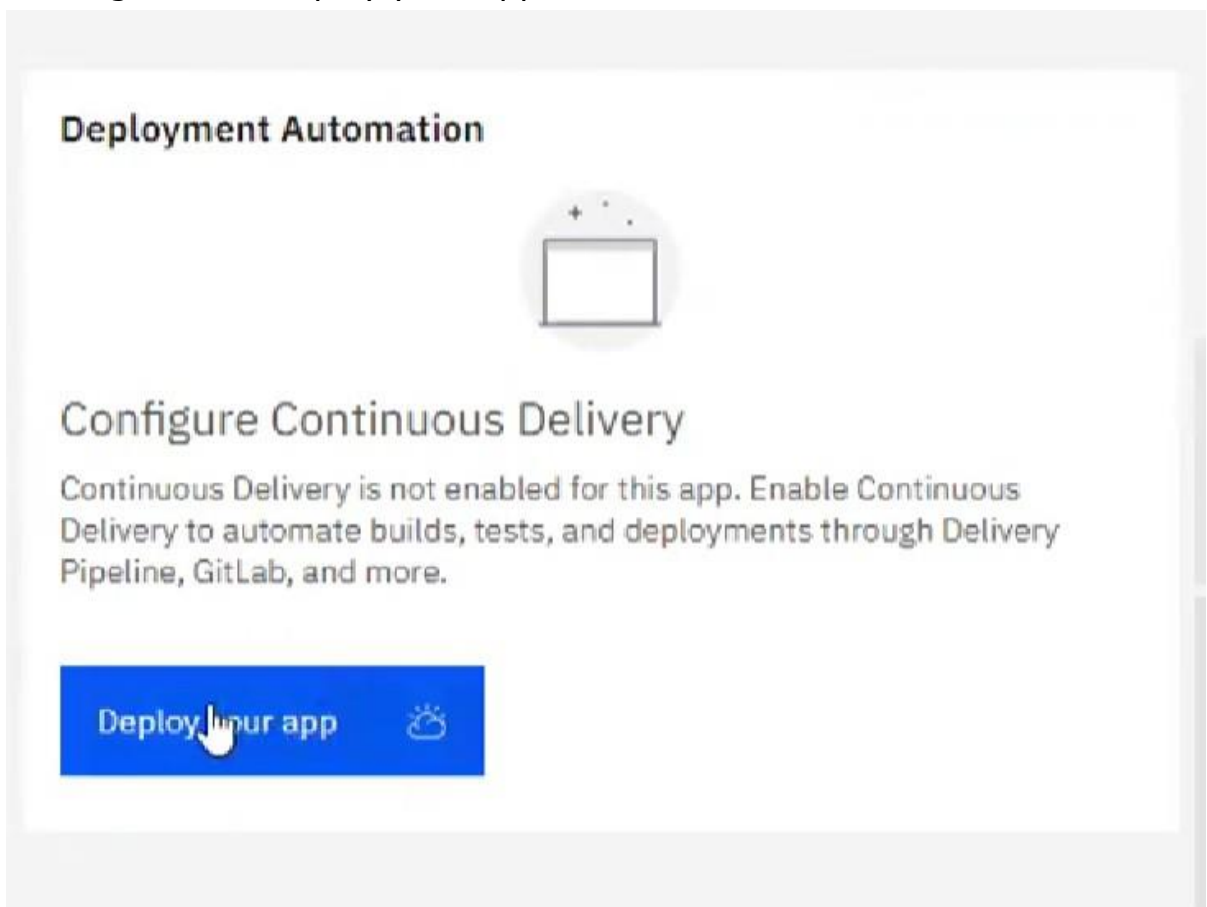 Deployment Automation
Configure Continuous Delivery
Continuous Delivery is not enabled for this app. Enable Continuous
Delivery to automate builds, tests, and deployments through Delivery
Pipeline, GitLab, and more.
Deploy your app